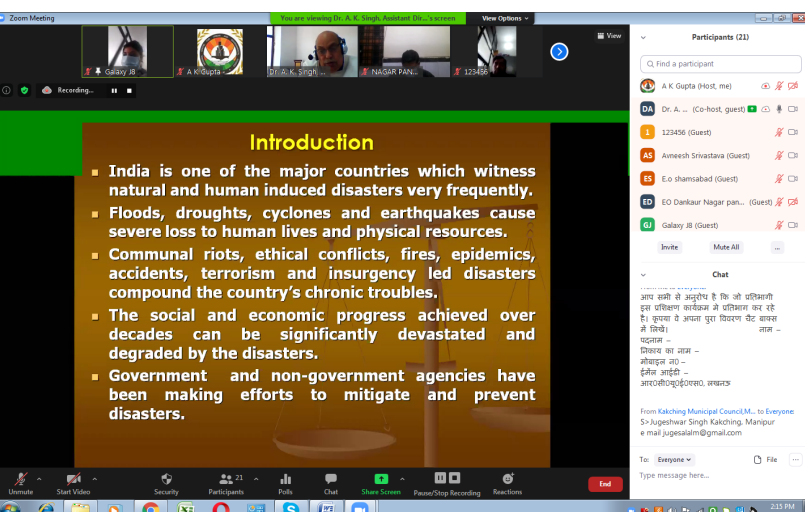 Zoom Meeting
You are viewing Dr. A. K. Singh, Assistant Dir...'s screen
View Options
View
Galaxy J8
A K Gupta -
Dr. A. K. Singh
NAGAR PAN...
123456
Recording...
Introduction
India is one of the major countries which witness
natural and human induced disasters very frequently.
Floods, droughts, cyclones and earthquakes cause
severe loss to human lives and physical resources.
Communal riots, ethical conflicts, fires, epidemics,
accidents, terrorism and insurgency led disasters
compound the country's chronic troubles.
The social and economic progress achieved over
decades can be significantly devastated and
degraded by the disasters.
Government and non-government agencies have
been making efforts to mitigate and prevent
disasters.
Unmute
Start Video
Security
21
Participants
Polls
Chat
Share Screen
Pause/Stop Recording
Reactions
End
Participants (21)
Find a participant
A K Gupta (Host, me)
DA Dr. A. ... (Co-host, guest)
1 123456 (Guest)
AS Avneesh Srivastava (Guest)
ES E.o shamsabad (Guest)
ED EO Dankaur Nagar pan... (Guest)
GJ Galaxy J8 (Guest)
Invite
Mute All
...
Chat
आप सभी से अनुरोध है कि जो प्रतिभागी
इस प्रशिक्षण कार्यक्रम मे प्रतिभाग कर रहे
है। कृपया वे अपना पूरा विवरण चैट बाक्स
में लिखें। नाम –
पदनाम –
निकाय का नाम –
मोबाइल न0 –
ईमेल आईडी –
आर0सी0यू0ई0एस0, लखनऊ
From Kakching Municipal Council,M... to Everyone
S>Jugeshwar Singh Kakching. Manipur
e mail jugesalalm@gmail.com
To: Everyone
File
...
Type message here...
2:15 PM